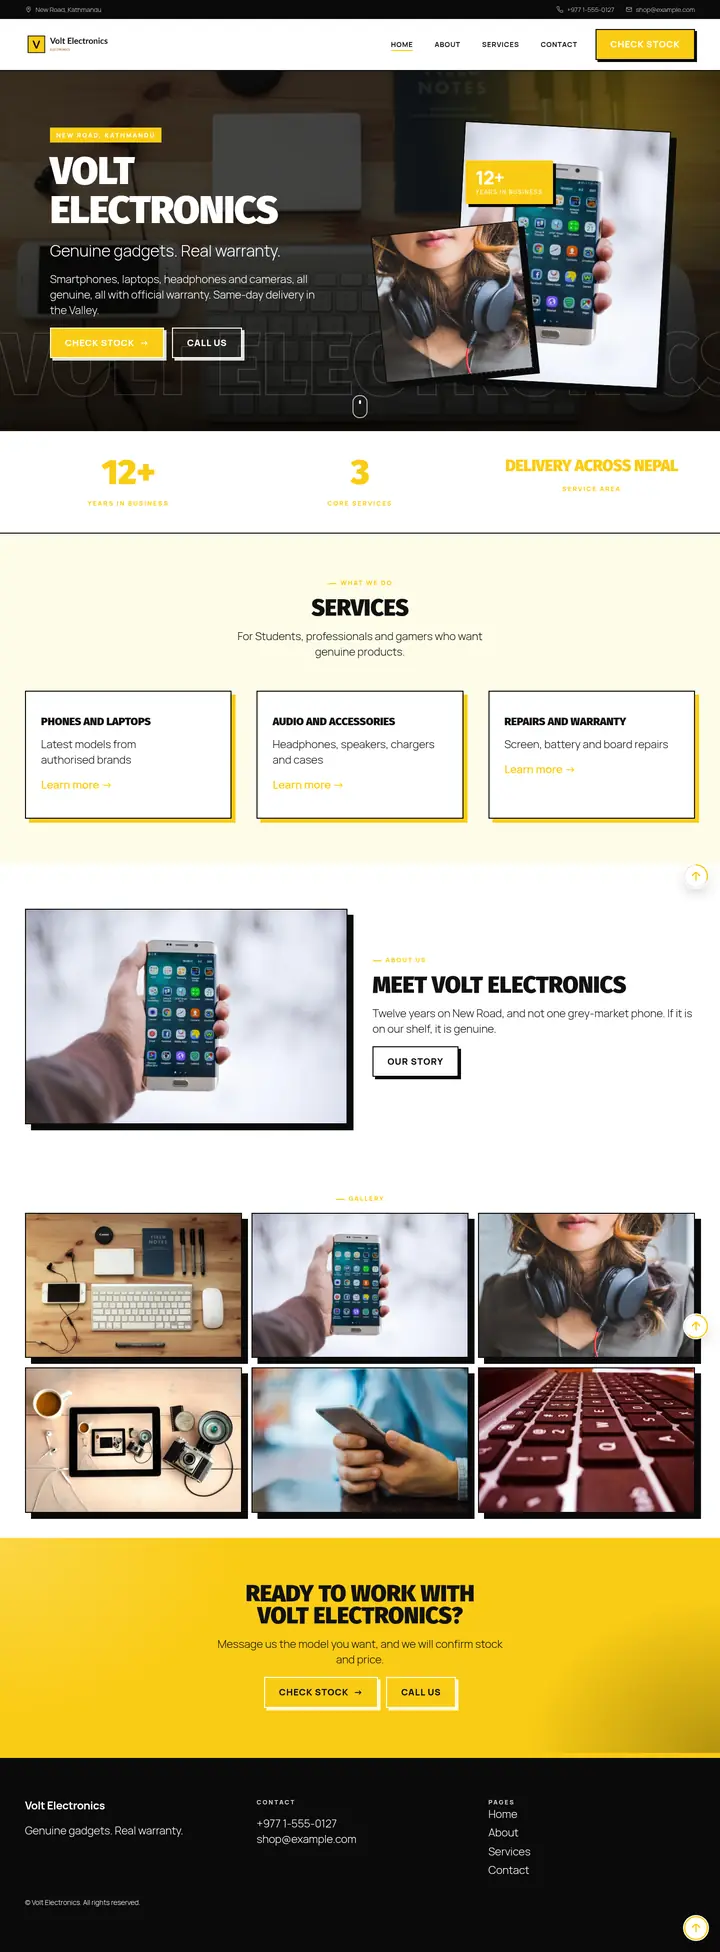 New Road, Kathmandu
+977 1-555-0127
shop@example.com
V
Volt Electronics
HOME
ABOUT
SERVICES
CONTACT
CHECK STOCK
NOTES
NEW ROAD, KATHMANDU
VOLT
ELECTRONICS
Genuine gadgets. Real warranty.
Smartphones, laptops, headphones and cameras, all
genuine, all with official warranty. Same-day delivery in
the Valley.
CHECK STOCK →
CALL US
12+
YEARS IN BUSINESS
VOLT ELECTRONICS
12+
YEARS IN BUSINESS
3
CORE SERVICES
DELIVERY ACROSS NEPAL
SERVICE AREA
WHAT WE DO
SERVICES
For Students, professionals and gamers who want
genuine products.
PHONES AND LAPTOPS
Latest models from
authorised brands
Learn more →
AUDIO AND ACCESSORIES
Headphones, speakers, chargers
and cases
Learn more →
REPAIRS AND WARRANTY
Screen, battery and board repairs
Learn more →
ABOUT US
MEET VOLT ELECTRONICS
Twelve years on New Road, and not one grey-market phone. If it is
on our shelf, it is genuine.
OUR STORY
GALLERY
READY TO WORK WITH
VOLT ELECTRONICS?
Message us the model you want, and we will confirm stock
and price.
CHECK STOCK →
CALL US
Volt Electronics
Genuine gadgets. Real warranty.
CONTACT
+977 1-555-0127
shop@example.com
PAGES
Home
About
Services
Contact
© Volt Electronics. All rights reserved.